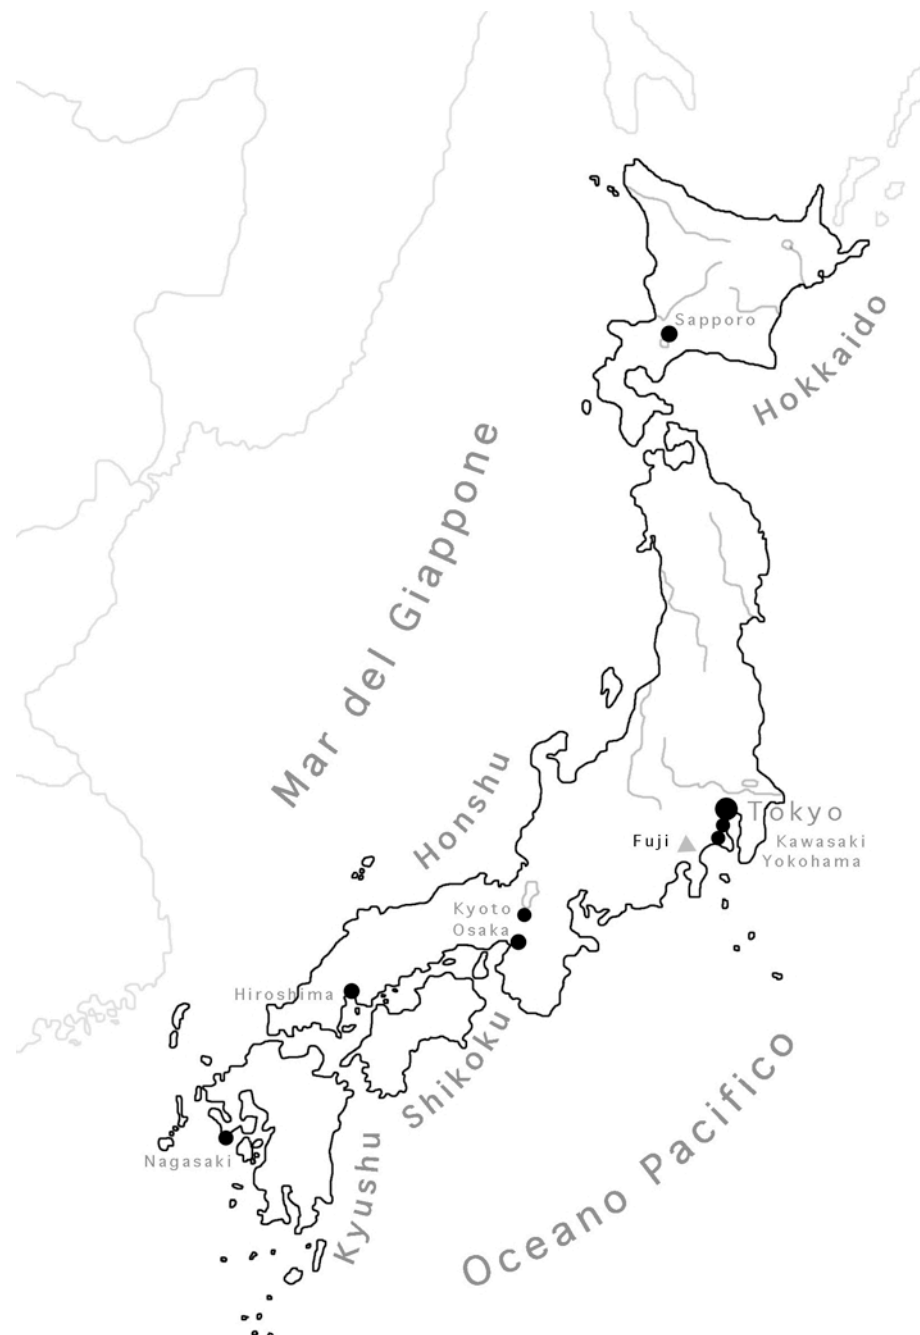 Sapporo
Hokkaido
Mar del Giappone
Honshu
Tokyo
Fuji
Kawasaki
Yokohama
Kyoto
Osaka
Hiroshima
Shikoku
Oceano Pacifico
Nagasaki
Kyushu